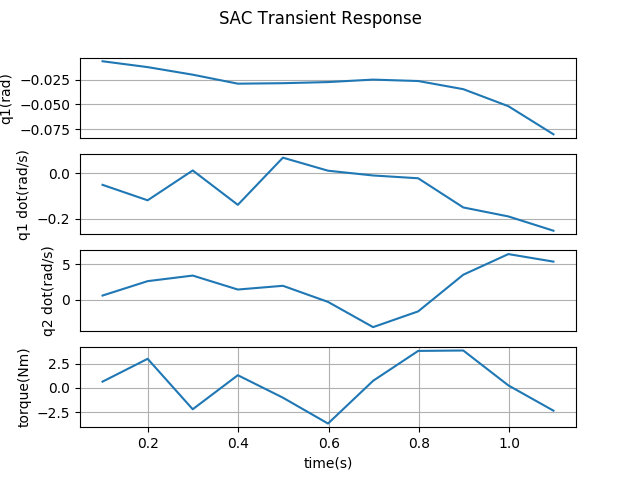 SAC Transient Response
q1(rad)
−0.025
−0.050
−0.075
q1 dot(rad/s)
0.0
−0.2
q2 dot(rad/s)
5
0
torque(Nm)
2.5
0.0
−2.5
0.2 0.4 0.6 0.8 1.0
time(s)